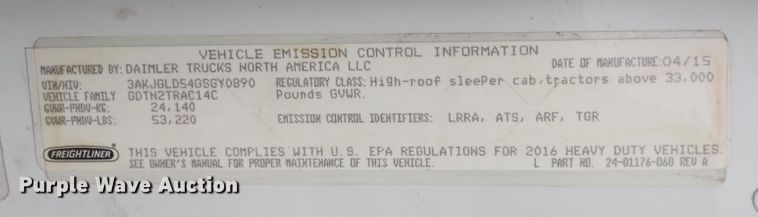 VEHICLE EMISSION CONTROL INFORMATION
MANUFACTURED BY: DAIMLER TRUCKS NORTH AMERICA LLC DATE OF MANUFACTURE: 04/15
VIN/NIV: 3AKJGLD54GSGY0890 REGULATORY CLASS: High-roof sleeper cab tractors above 33,000
VEHICLE FAMILY GDTH2TRAC14C Pounds GVWR.
GVWR-PNBV-KG: 24,140
GVWR-PNBV-LBS: 53,220 EMISSION CONTROL IDENTIFIERS: LRRA, ATS, ARF, TGR
FREIGHTLINER THIS VEHICLE COMPLIES WITH U.S. EPA REGULATIONS FOR 2016 HEAVY DUTY VEHICLES.
SEE OWNER'S MANUAL FOR PROPER MAINTENANCE OF THIS VEHICLE. L PART NO. 24-01176-060 REV A
Purple Wave Auction